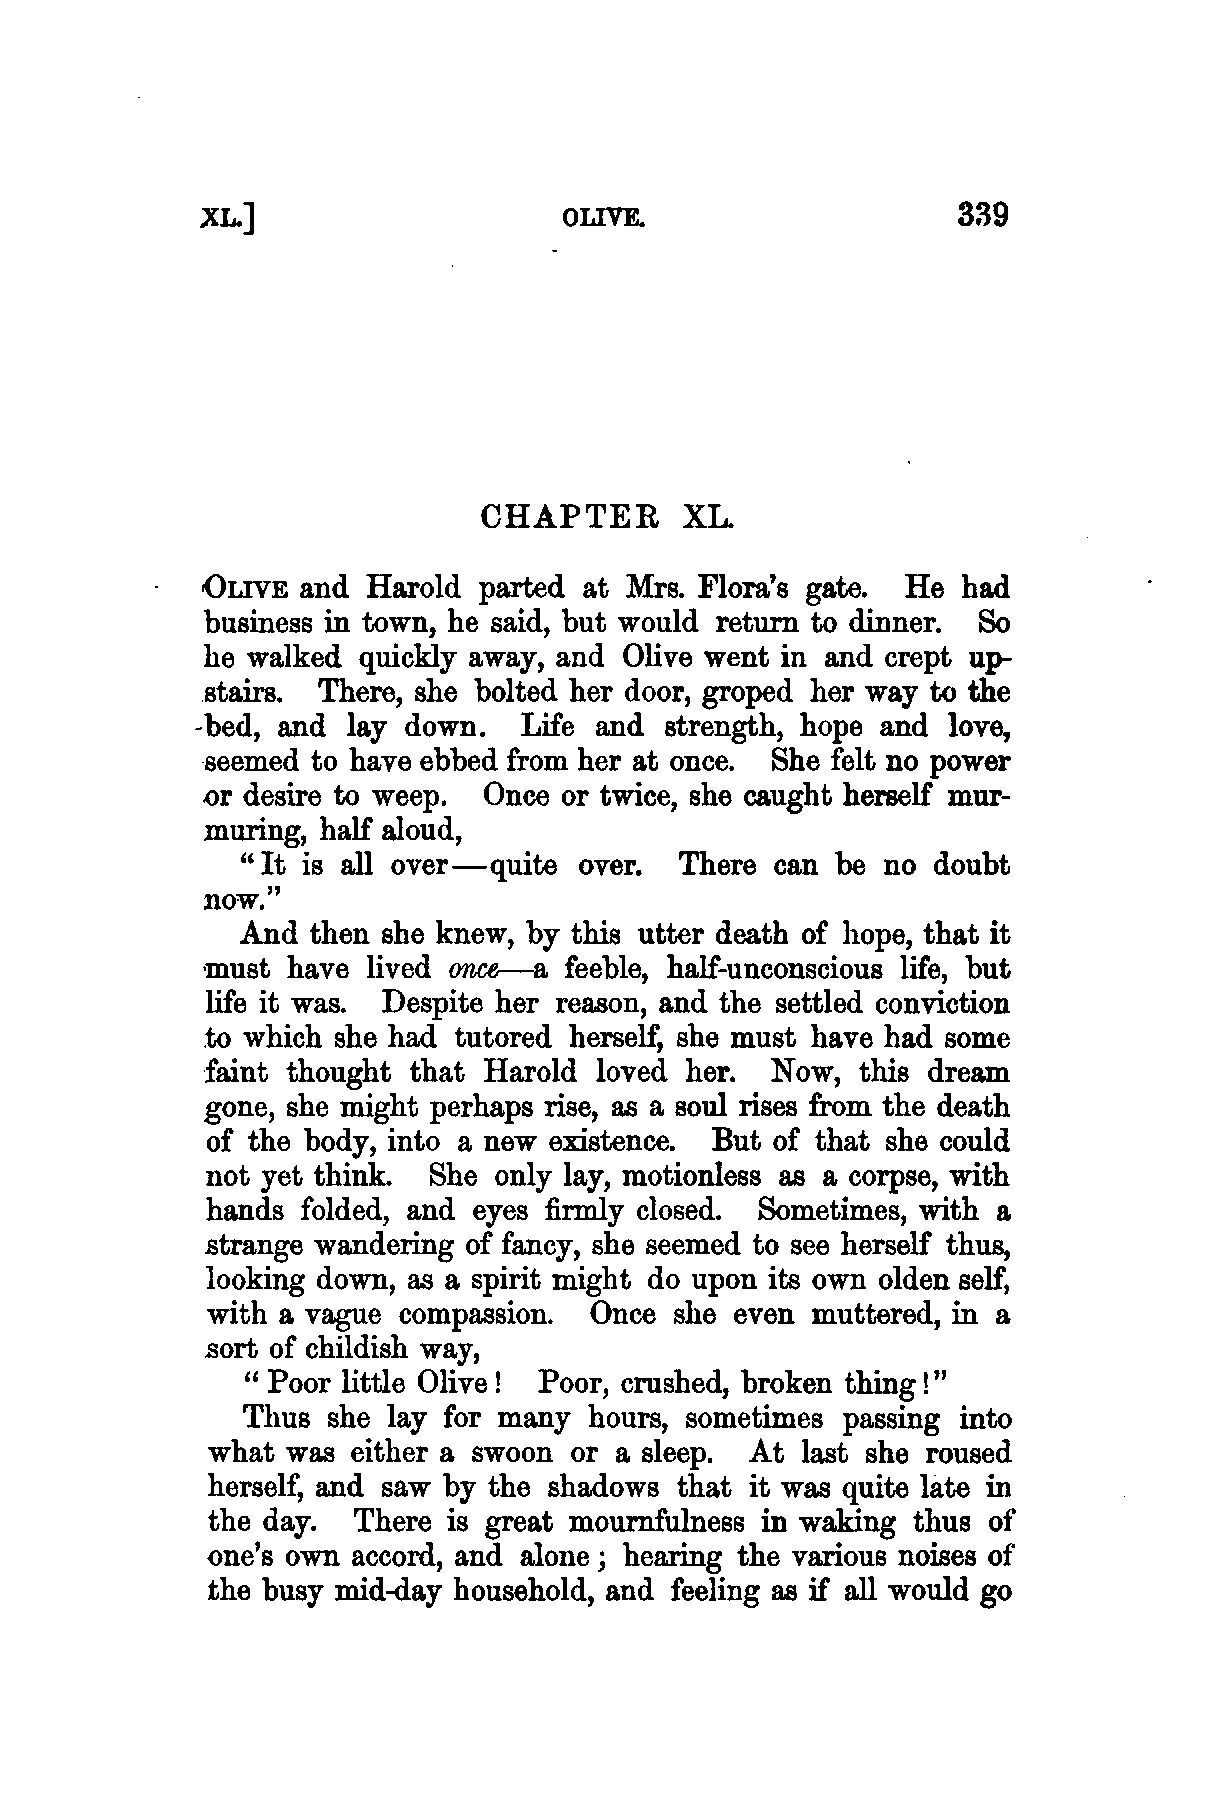 XL.] OLIVE. 339
CHAPTER XL.
OLIVE and Harold parted at Mrs. Flora's gate. He had
business in town, he said, but would return to dinner. So
he walked quickly away, and Olive went in and crept up-
stairs. There, she bolted her door, groped her way to the
bed, and lay down. Life and strength, hope and love,
seemed to have ebbed from her at once. She felt no power
or desire to weep. Once or twice, she caught herself mur-
muring, half aloud,
"It is all over—quite over. There can be no doubt
now."
And then she knew, by this utter death of hope, that it
must have lived once—a feeble, half-unconscious life, but
life it was. Despite her reason, and the settled conviction
to which she had tutored herself, she must have had some
faint thought that Harold loved her. Now, this dream
gone, she might perhaps rise, as a soul rises from the death
of the body, into a new existence. But of that she could
not yet think. She only lay, motionless as a corpse, with
hands folded, and eyes firmly closed. Sometimes, with a
strange wandering of fancy, she seemed to see herself thus,
looking down, as a spirit might do upon its own olden self,
with a vague compassion. Once she even muttered, in a
sort of childish way,
"Poor little Olive! Poor, crushed, broken thing!"
Thus she lay for many hours, sometimes passing into
what was either a swoon or a sleep. At last she roused
herself, and saw by the shadows that it was quite late in
the day. There is great mournfulness in waking thus of
one's own accord, and alone; hearing the various noises of
the busy mid-day household, and feeling as if all would go